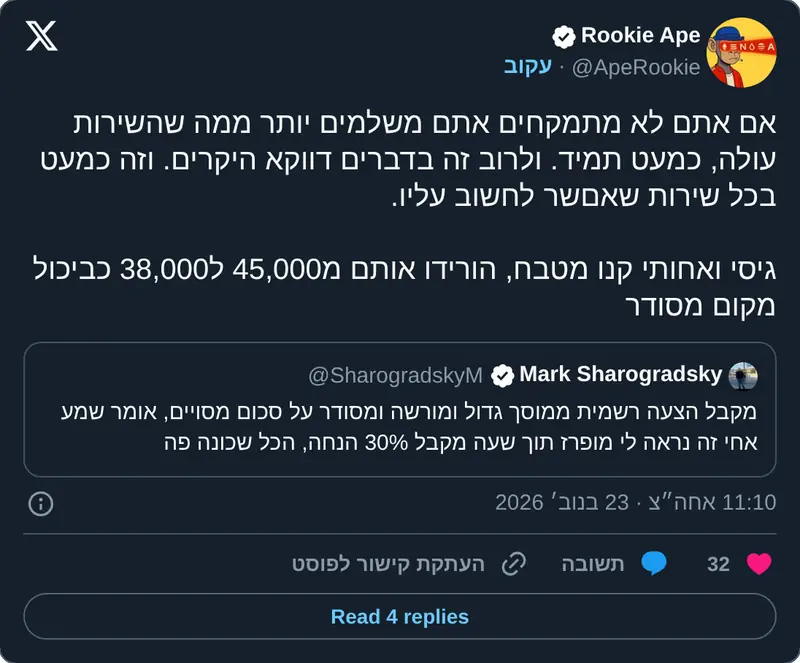 Rookie Ape
@ApeRookie · עקוב
אם אתם לא מתמקחים אתם משלמים יותר ממה שהשירות
עולה, כמעט תמיד. ולרוב זה בדברים דווקא היקרים. וזה כמעט
בכל שירות שאםשר לחשוב עליו.
גיסי ואחותי קנו מטבח, הורידו אותם מ45,000 ל38,000 כביכול
מקום מסודר
Mark Sharogradsky @SharogradskyM
מקבל הצעה רשמית ממוסך גדול ומורשה ומסודר על סכום מסויים, אומר שמע
אחי זה נראה לי מופרז תוך שעה מקבל 30% הנחה, הכל שכונה פה
11:10 אחה״צ · 23 בנוב׳ 2026
32 תשובה העתקת קישור לפוסט
Read 4 replies